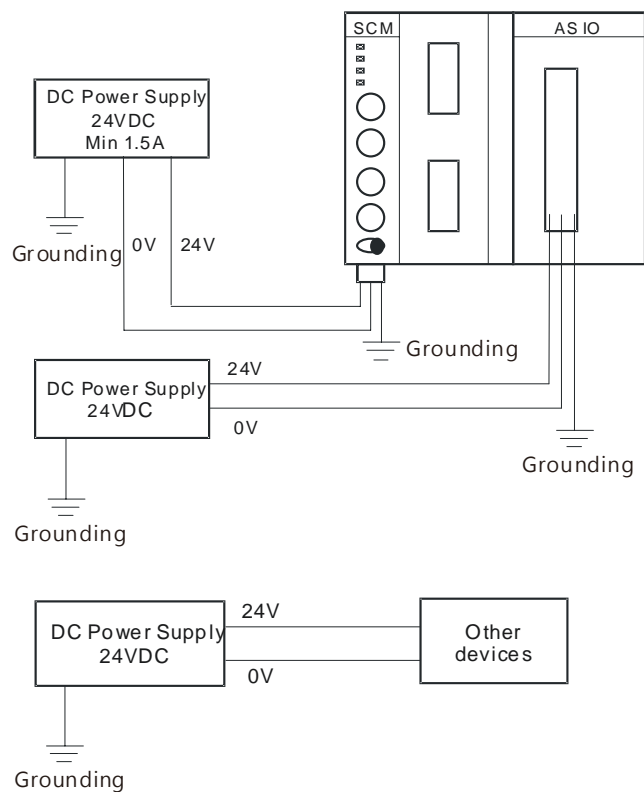 SCM
AS IO
DC Power Supply
24VDC
Min 1.5A
Grounding
0V
24V
Grounding
DC Power Supply
24VDC
24V
0V
Grounding
Grounding
DC Power Supply
24VDC
24V
0V
Other
devices
Grounding